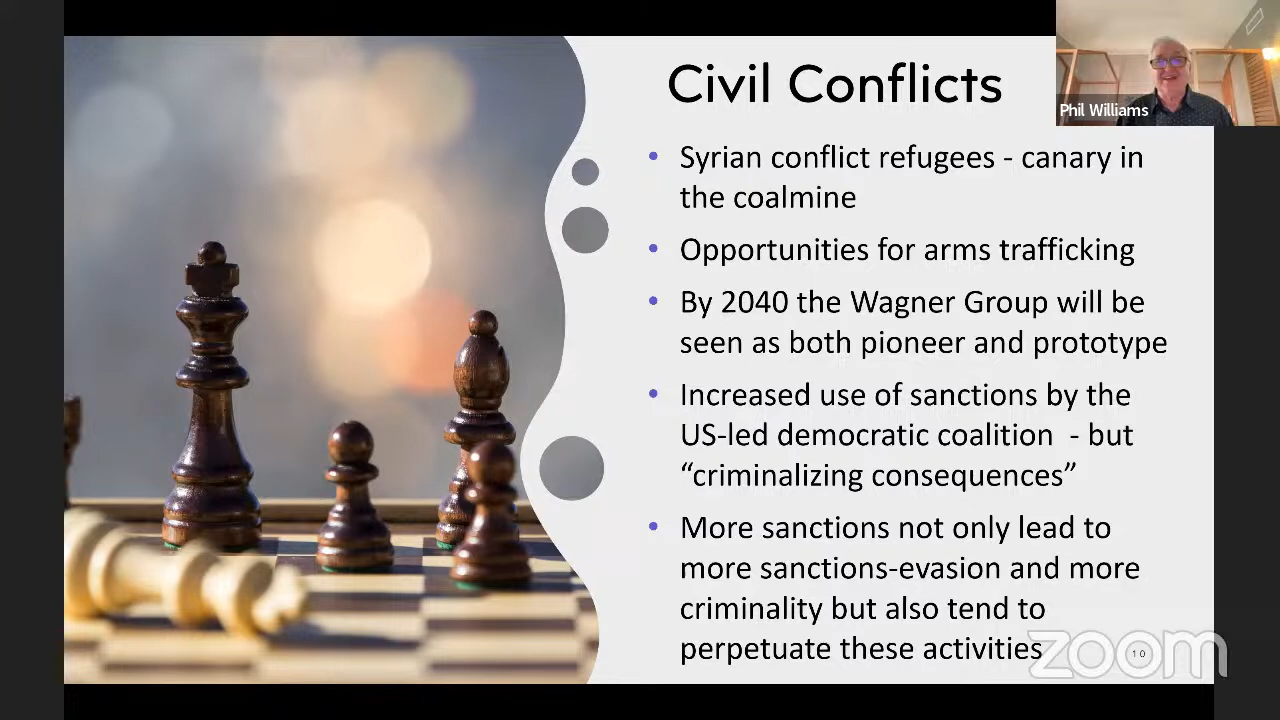 Civil Conflicts
Phil Williams
• Syrian conflict refugees - canary in
the coalmine
• Opportunities for arms trafficking
• By 2040 the Wagner Group will be
seen as both pioneer and prototype
• Increased use of sanctions by the
US-led democratic coalition - but
“criminalizing consequences”
• More sanctions not only lead to
more sanctions-evasion and more
criminality but also tend to
perpetuate these activities
zoom
10